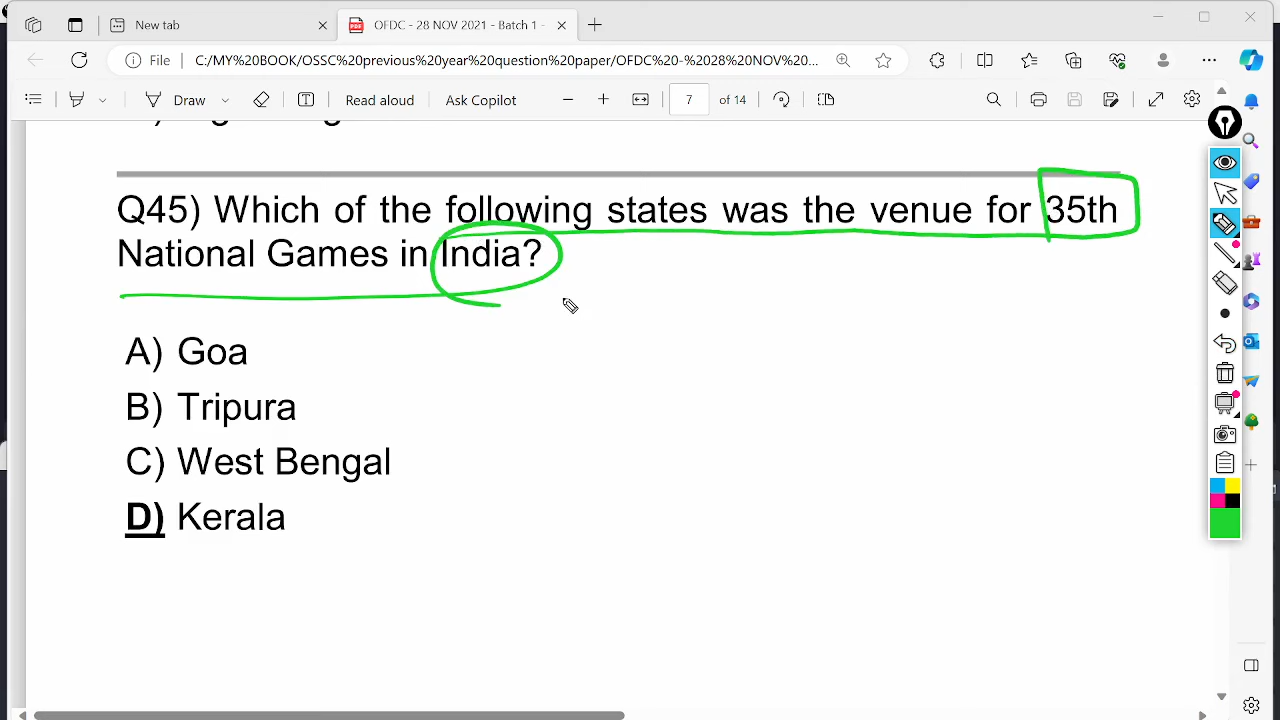 New tab
OFDC - 28 NOV 2021 - Batch 1 -
File
C:/MY%20BOOK/OSSC%20previous%20year%20question%20paper/OFDC%20-%2028%20NOV%20...
Draw
Read aloud
Ask Copilot
7
of 14
Q45) Which of the following states was the venue for 35th
National Games in India?
A) Goa
B) Tripura
C) West Bengal
D) Kerala